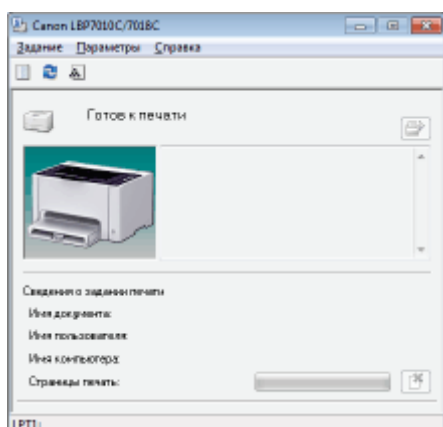 Canon LBP7010C/7018C
Задание Параметры Справка
Готов к печати
Сведения о задании печати
Имя документа:
Имя пользователя:
Имя компьютера:
Страницы печать:
LPT1: